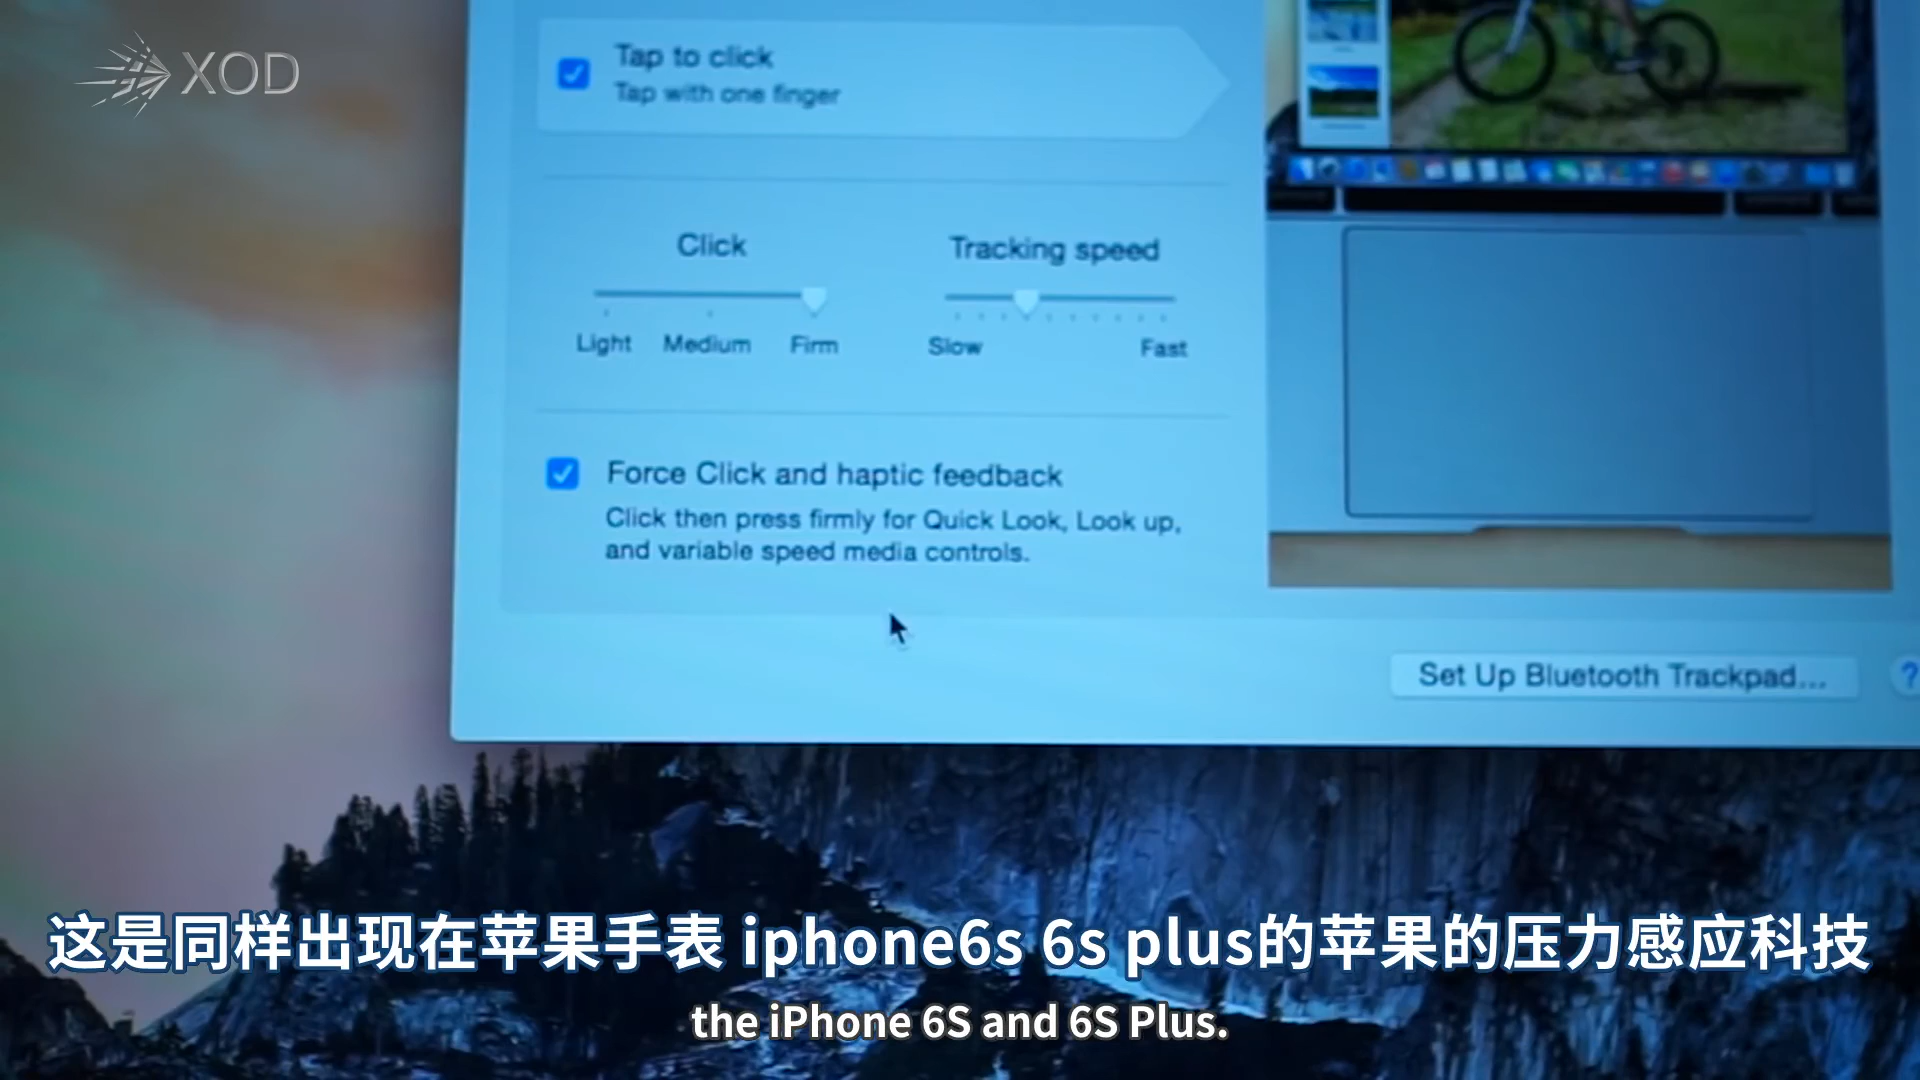 XOD
Tap to click
Tap with one finger
Click
Tracking speed
Light Medium Firm
Slow Fast
Force Click and haptic feedback
Click then press firmly for Quick Look, Look up,
and variable speed media controls.
Set Up Bluetooth Trackpad...
?
这是同样出现在苹果手表 iphone6s 6s plus的苹果的压力感应科技
the iPhone 6S and 6S Plus.